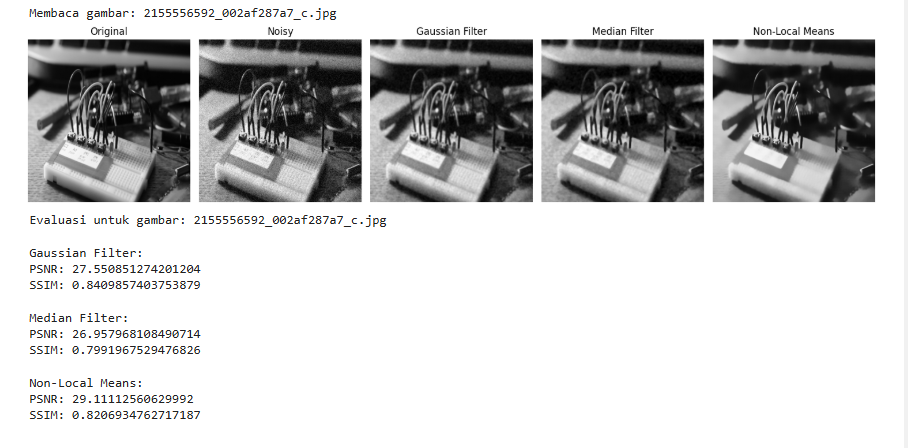 Membaca gambar: 2155556592_002af287a7_c.jpg
Original Noisy Gaussian Filter Median Filter Non-Local Means
Evaluasi untuk gambar: 2155556592_002af287a7_c.jpg
Gaussian Filter:
PSNR: 27.550851274201204
SSIM: 0.8409857403753879
Median Filter:
PSNR: 26.957968108490714
SSIM: 0.7991967529476826
Non-Local Means:
PSNR: 29.11112560629992
SSIM: 0.8206934762717187